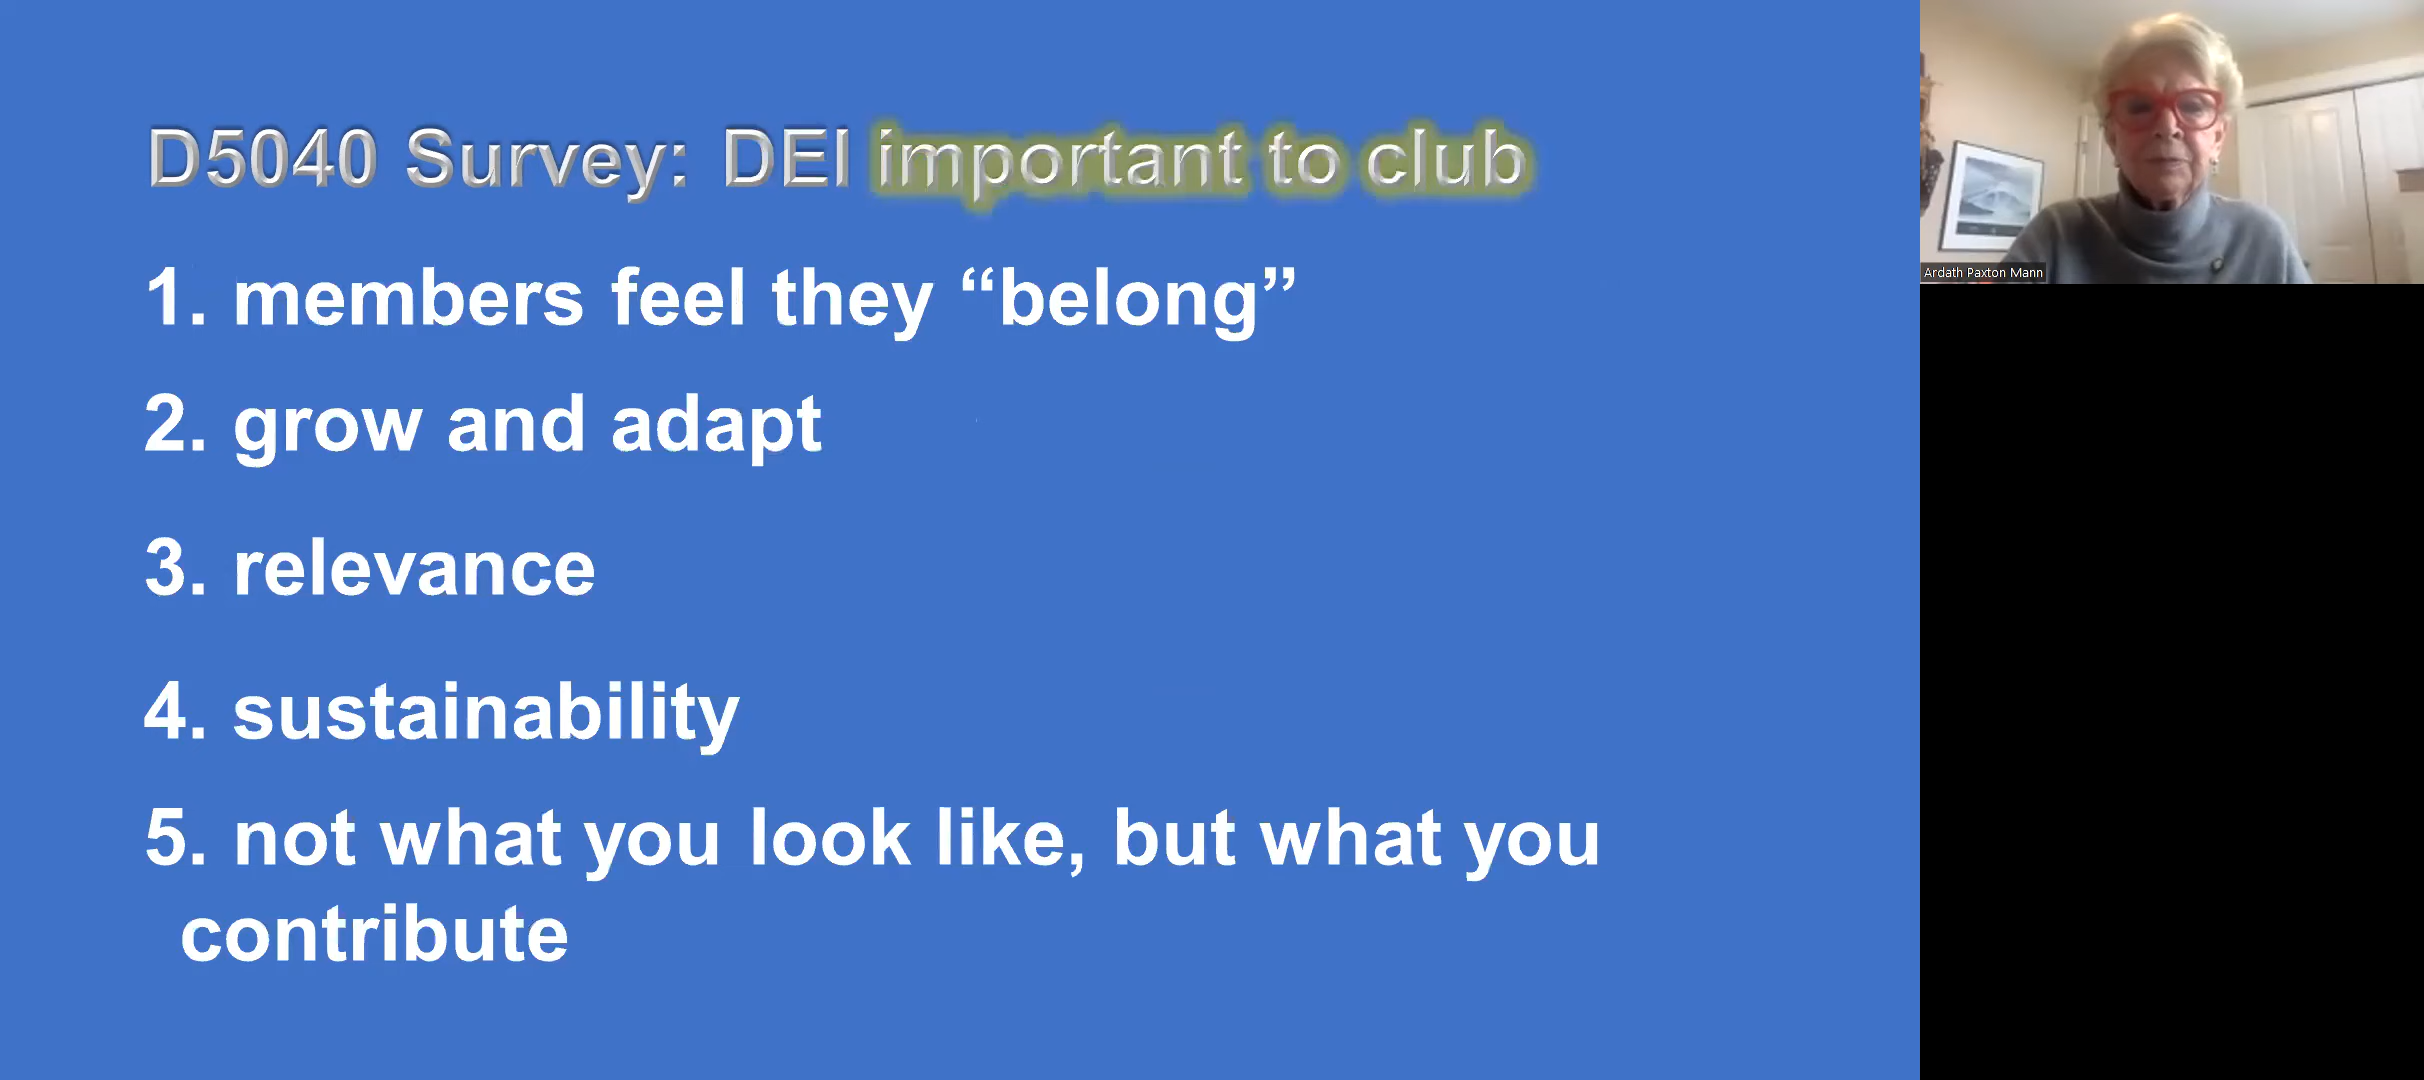 D5040 Survey: DEI important to club
1. members feel they “belong”
2. grow and adapt
3. relevance
4. sustainability
5. not what you look like, but what you
contribute
Ardath Paxton Mann